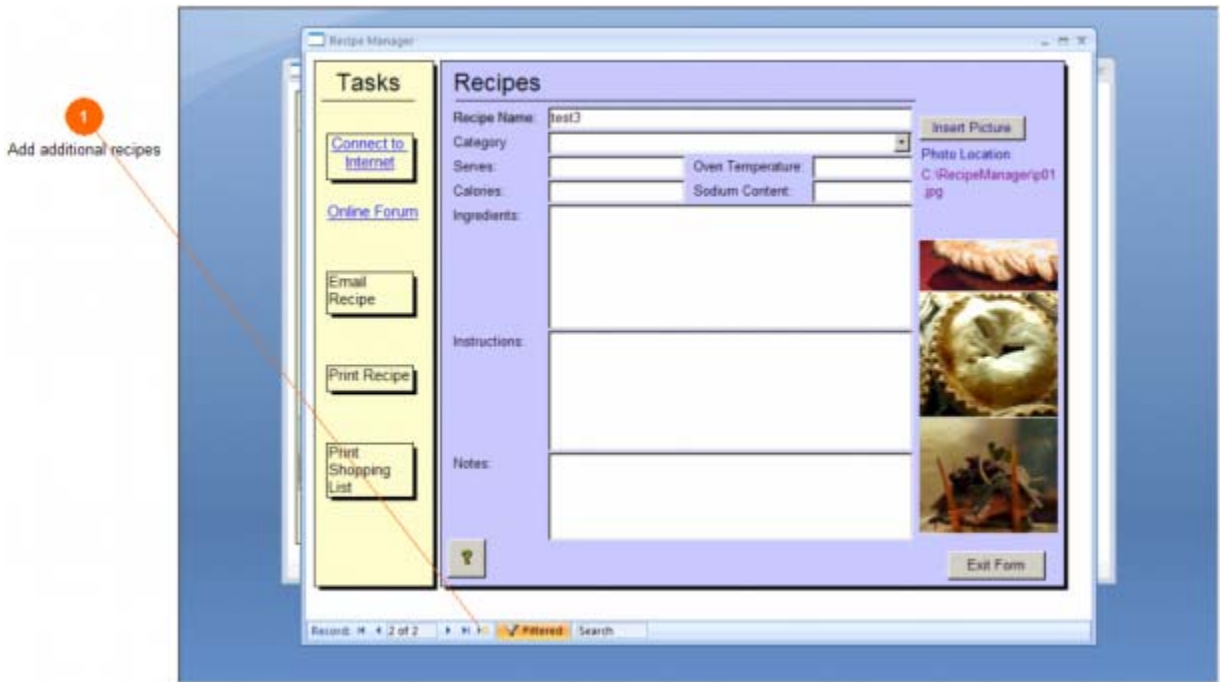 Recipe Manager
1
Add additional recipes
Tasks
Connect to
Internet
Online Forum
Email
Recipe
Print Recipe
Print
Shopping
List
Recipes
Recipe Name: test3
Category
Serves: Oven Temperature:
Calories: Sodium Content:
Ingredients:
Instructions:
Notes:
?
Insert Picture
Photo Location
C:\RecipeManager\p01
.jpg
Exit Form
Record: 2 of 2 Filtered Search